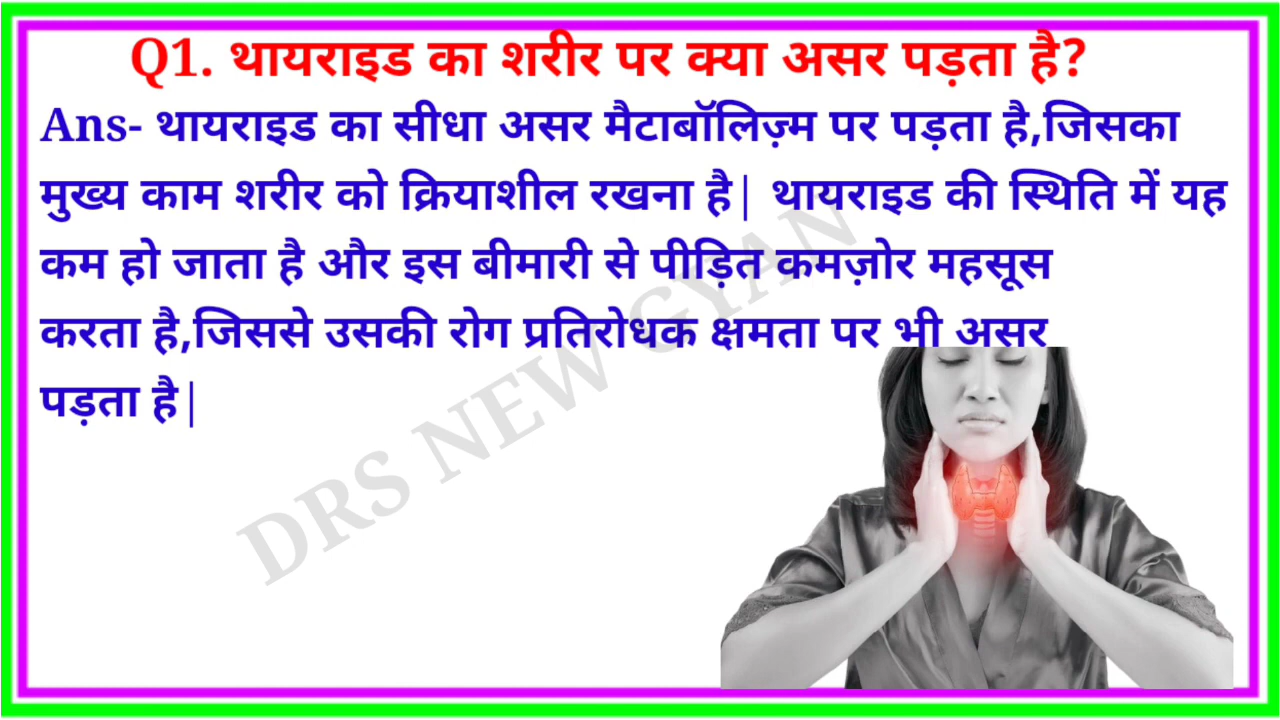 Q1. थायराइड का शरीर पर क्या असर पड़ता है?
Ans- थायराइड का सीधा असर मैटाबॉलिज़्म पर पड़ता है,जिसका
मुख्य काम शरीर को क्रियाशील रखना है| थायराइड की स्थिति में यह
कम हो जाता है और इस बीमारी से पीड़ित कमज़ोर महसूस
करता है,जिससे उसकी रोग प्रतिरोधक क्षमता पर भी असर
पड़ता है|
DRS NEW GYAN